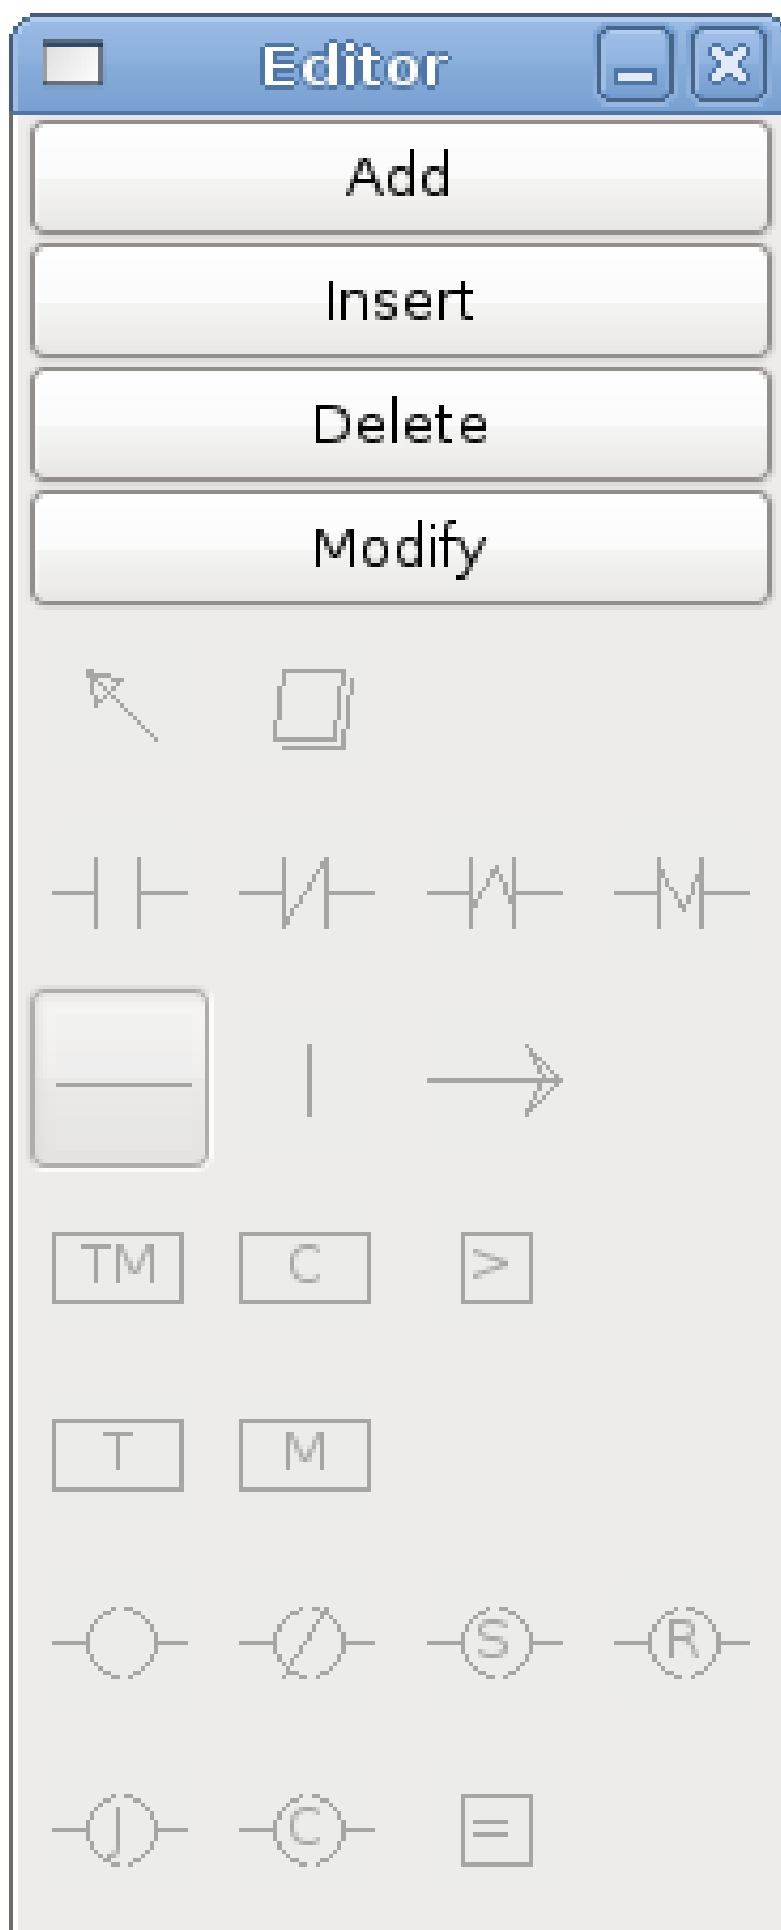 Editor
Add
Insert
Delete
Modify
TM C >
T M
S R
J C =